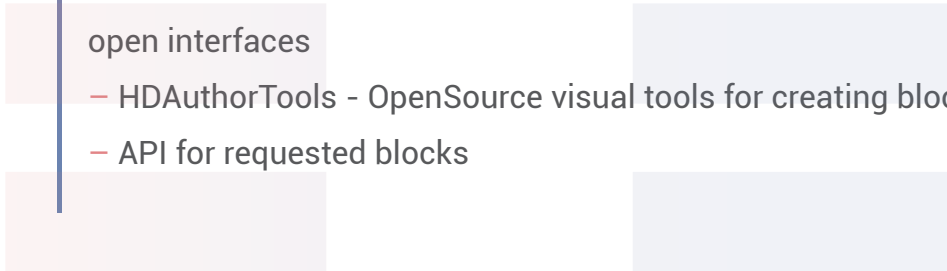 open interfaces
– HDAuthorTools - OpenSource visual tools for creating
– API for requested blocks